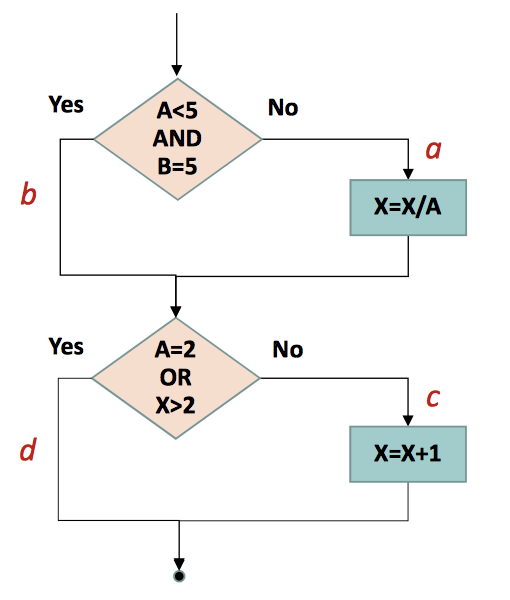 Yes
A<5
AND
B=5
No
a
b
X=X/A
Yes
A=2
OR
X>2
No
c
d
X=X+1